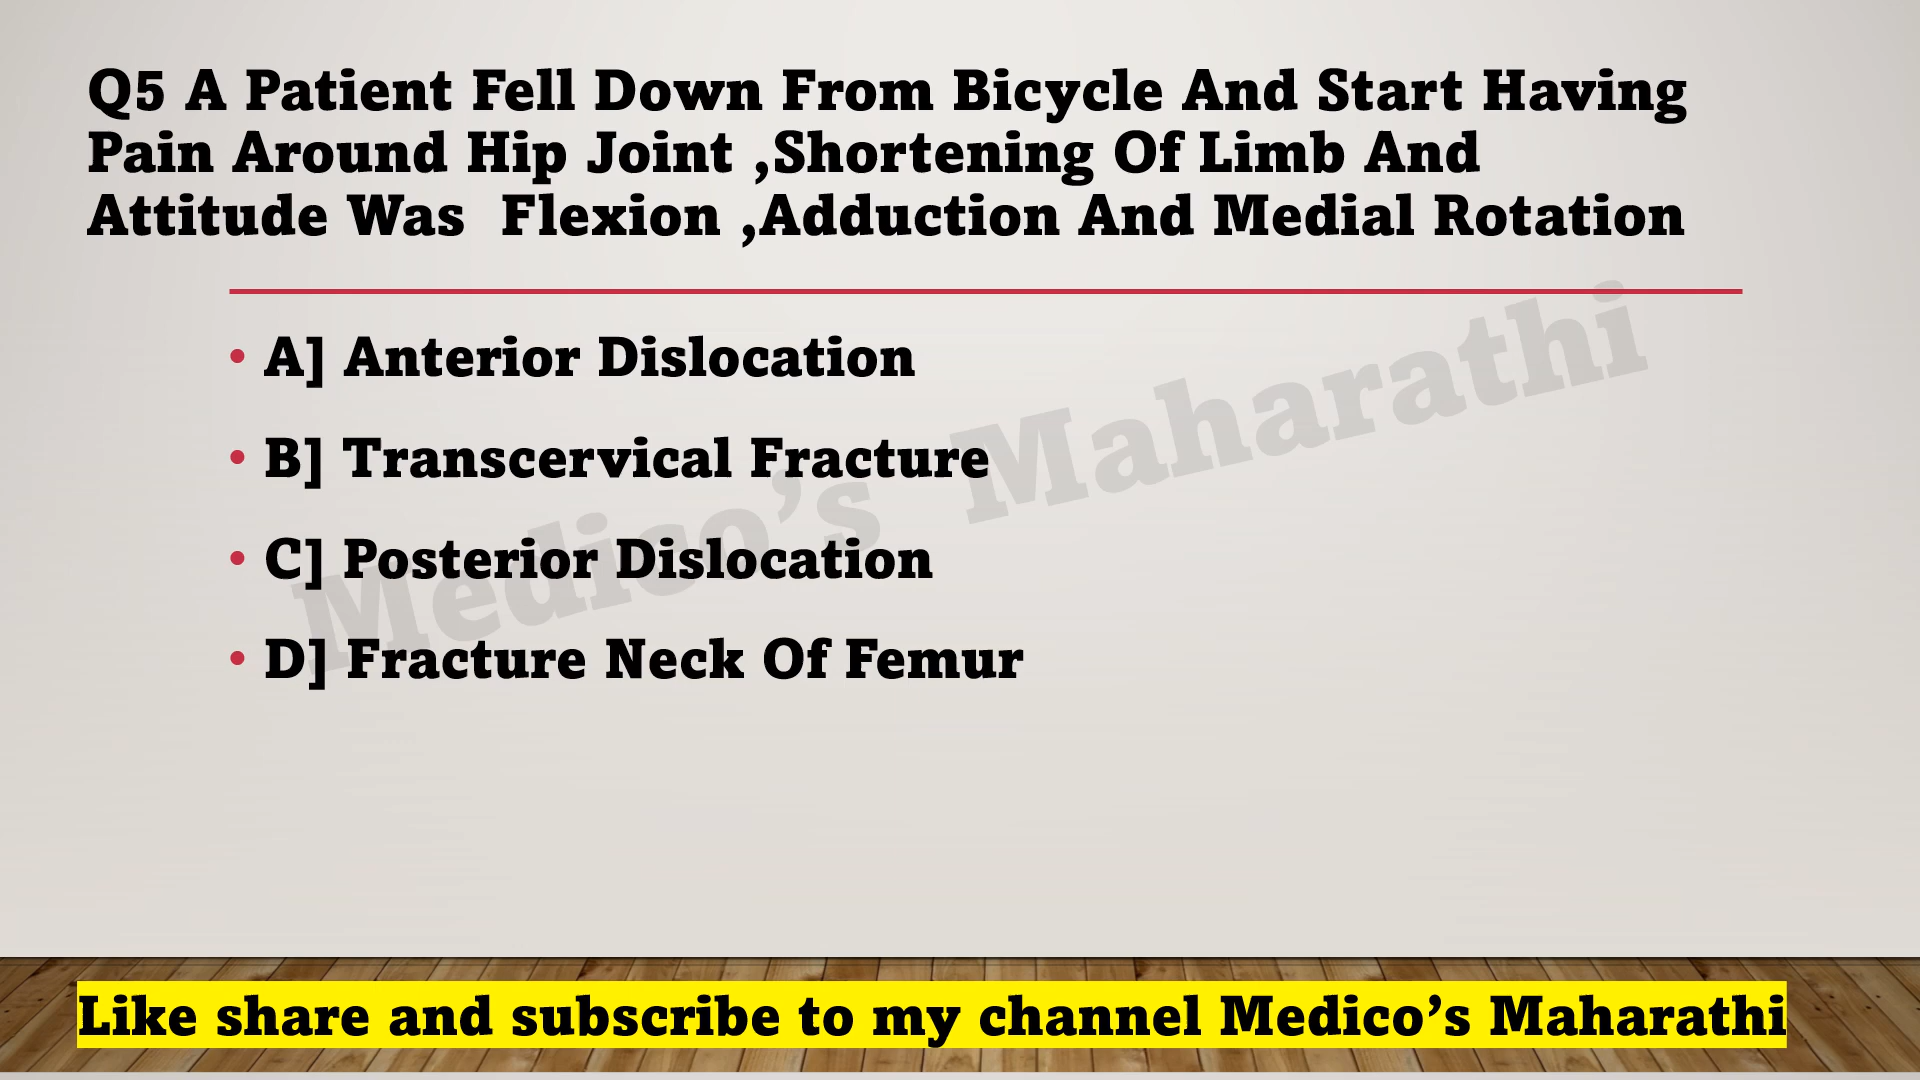 Q5 A Patient Fell Down From Bicycle And Start Having
Pain Around Hip Joint ,Shortening Of Limb And
Attitude Was  Flexion ,Adduction And Medial Rotation
• A] Anterior Dislocation
• B] Transcervical Fracture
• C] Posterior Dislocation
• D] Fracture Neck Of Femur
Medico’s Maharathi
Like share and subscribe to my channel Medico’s Maharathi